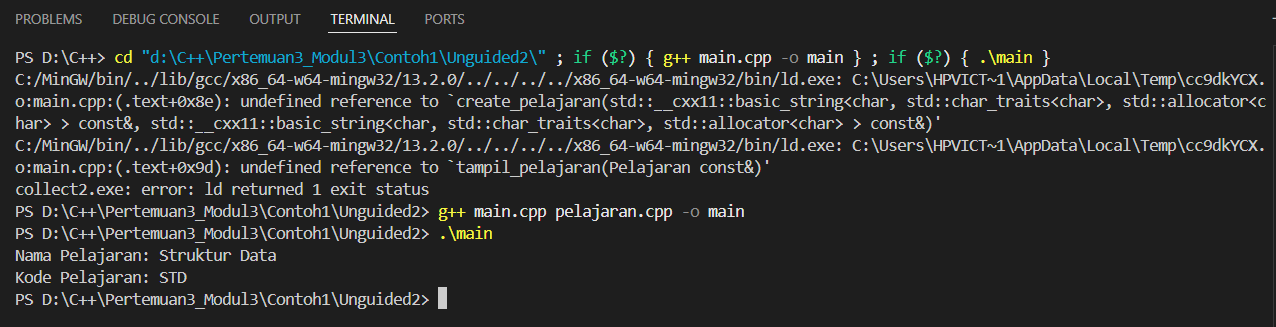 PROBLEMS DEBUG CONSOLE OUTPUT TERMINAL PORTS
PS D:\C++> cd "d:\C++\Pertemuan3_Modul3\Contoh1\Unguided2\" ; if ($?) { g++ main.cpp -o main } ; if ($?) { .\main }
C:/MinGW/bin/../lib/gcc/x86_64-w64-mingw32/13.2.0/../../../../x86_64-w64-mingw32/bin/ld.exe: C:\Users\HPVICT~1\AppData\Local\Temp\cc9dkYCX.
o:main.cpp:(.text+0x8e): undefined reference to `create_pelajaran(std::__cxx11::basic_string<char, std::char_traits<char>, std::allocator<c
har> > const&, std::__cxx11::basic_string<char, std::char_traits<char>, std::allocator<char> > const&)'
C:/MinGW/bin/../lib/gcc/x86_64-w64-mingw32/13.2.0/../../../../x86_64-w64-mingw32/bin/ld.exe: C:\Users\HPVICT~1\AppData\Local\Temp\cc9dkYCX.
o:main.cpp:(.text+0x9d): undefined reference to `tampil_pelajaran(Pelajaran const&)'
collect2.exe: error: ld returned 1 exit status
PS D:\C++\Pertemuan3_Modul3\Contoh1\Unguided2> g++ main.cpp pelajaran.cpp -o main
PS D:\C++\Pertemuan3_Modul3\Contoh1\Unguided2> .\main
Nama Pelajaran: Struktur Data
Kode Pelajaran: STD
PS D:\C++\Pertemuan3_Modul3\Contoh1\Unguided2>